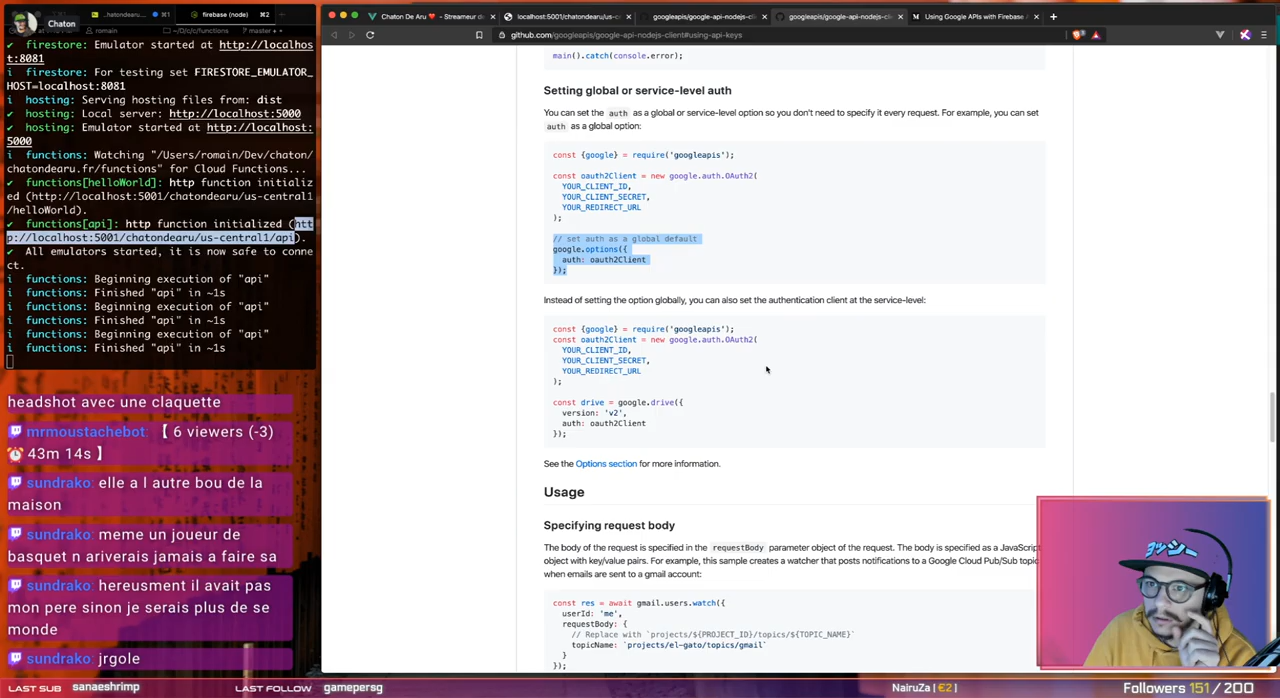 Chaton
..hatondearu.fr/functions
⌘1
firebase (node)
⌘2
romain
~/D/c/c/functions
master
✔ firestore: Emulator started at http://localhos
t:8081
i firestore: For testing set FIRESTORE_EMULATOR_
HOST=localhost:8081
i hosting: Serving hosting files from: dist
✔ hosting: Local server: http://localhost:5000
✔ hosting: Emulator started at http://localhost:
5000
i functions: Watching "/Users/romain/Dev/chaton/
chatondearu.fr/functions" for Cloud Functions...
✔ functions[helloWorld]: http function initializ
ed (http://localhost:5001/chatondearu/us-central1
/helloWorld).
✔ functions[api]: http function initialized (htt
p://localhost:5001/chatondearu/us-central1/api).
✔ All emulators started, it is now safe to conne
ct.
i functions: Beginning execution of "api"
i functions: Finished "api" in ~1s
i functions: Beginning execution of "api"
i functions: Finished "api" in ~1s
i functions: Beginning execution of "api"
i functions: Finished "api" in ~1s
headshot avec une claquette
mrmoustachebot: 【 6 viewers (-3)
⏰ 43m 14s 】
sundrako: elle a l autre bou de la
maison
sundrako: meme un joueur de
basquet n ariverais jamais a faire sa
sundrako: hereusment il avait pas
mon pere sinon je serais plus de se
monde
sundrako: jrgole
Chaton De Aru ❤ - Streameur d
localhost:5001/chatondearu/us-c
googleapis/google-api-nodejs-cl
googleapis/google-api-nodejs-cl
Using Google APIs with Firebase
github.com/googleapis/google-api-nodejs-client#using-api-keys
main().catch(console.error);
Setting global or service-level auth
You can set the auth as a global or service-level option so you don't need to specify it every request. For example, you can set
auth as a global option:
const {google} = require('googleapis');
const oauth2Client = new google.auth.OAuth2(
YOUR_CLIENT_ID,
YOUR_CLIENT_SECRET,
YOUR_REDIRECT_URL
);
// set auth as a global default
google.options({
auth: oauth2Client
});
Instead of setting the option globally, you can also set the authentication client at the service-level:
const {google} = require('googleapis');
const oauth2Client = new google.auth.OAuth2(
YOUR_CLIENT_ID,
YOUR_CLIENT_SECRET,
YOUR_REDIRECT_URL
);
const drive = google.drive({
version: 'v2',
auth: oauth2Client
});
See the Options section for more information.
Usage
Specifying request body
The body of the request is specified in the requestBody parameter object of the request. The body is specified as a JavaScript
object with key/value pairs. For example, this sample creates a watcher that posts notifications to a Google Cloud Pub/Sub topic
when emails are sent to a gmail account:
const res = await gmail.users.watch({
userId: 'me',
requestBody: {
// Replace with `projects/${PROJECT_ID}/topics/${TOPIC_NAME}`
topicName: `projects/el-gato/topics/gmail`
}
});
LAST SUB sanaeshrimp
LAST FOLLOW gamepersg
NairuZa [ €2 ]
Followers 151 / 200